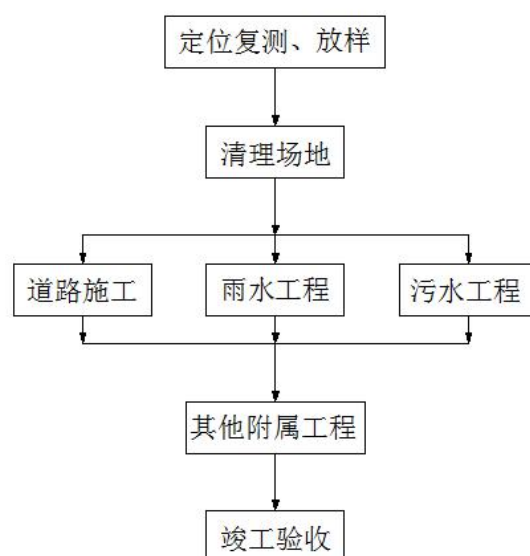 定位复测、放样
清理场地
道路施工
雨水工程
污水工程
其他附属工程
竣工验收